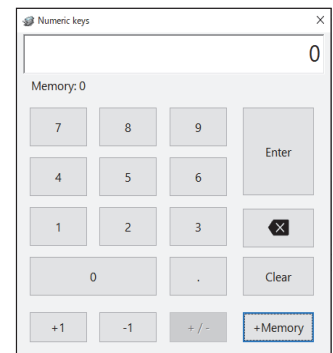 Numeric keys
0
Memory: 0
7 8 9
Enter
4 5 6
1 2 3
0 . Clear
+1 -1 +/- +Memory